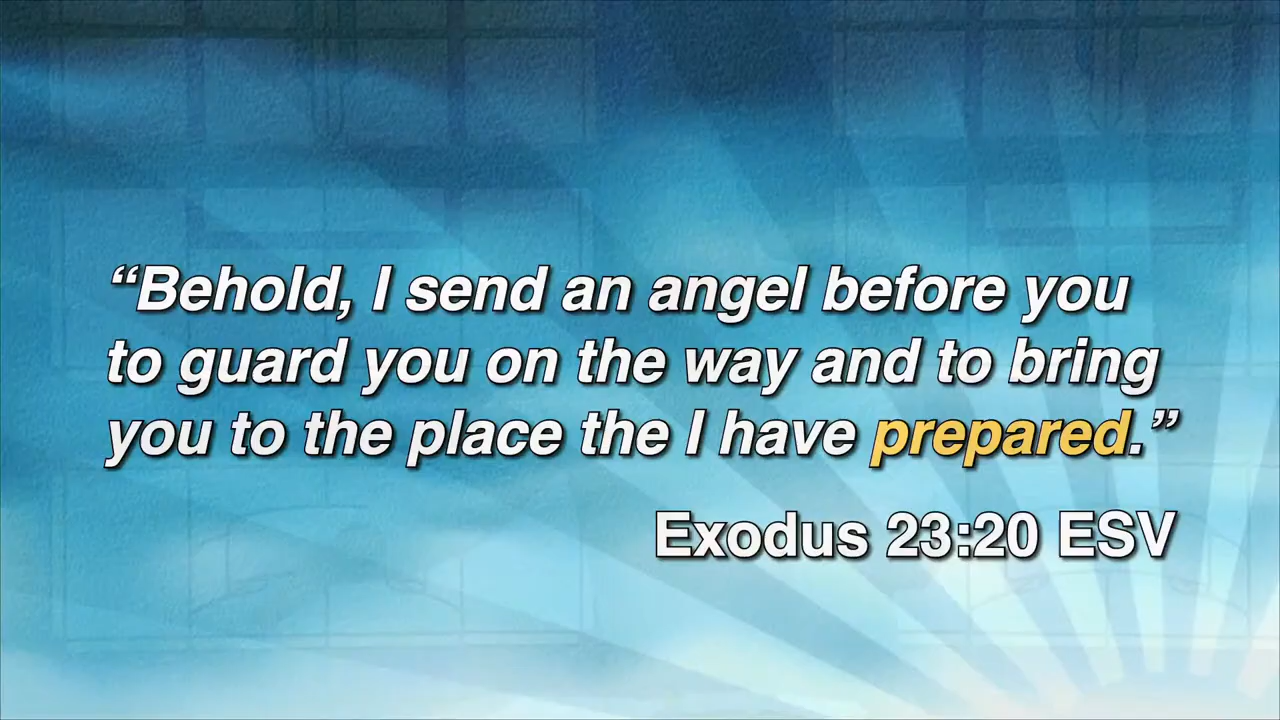 “Behold, I send an angel before you
to guard you on the way and to bring
you to the place the I have prepared.”
Exodus 23:20 ESV